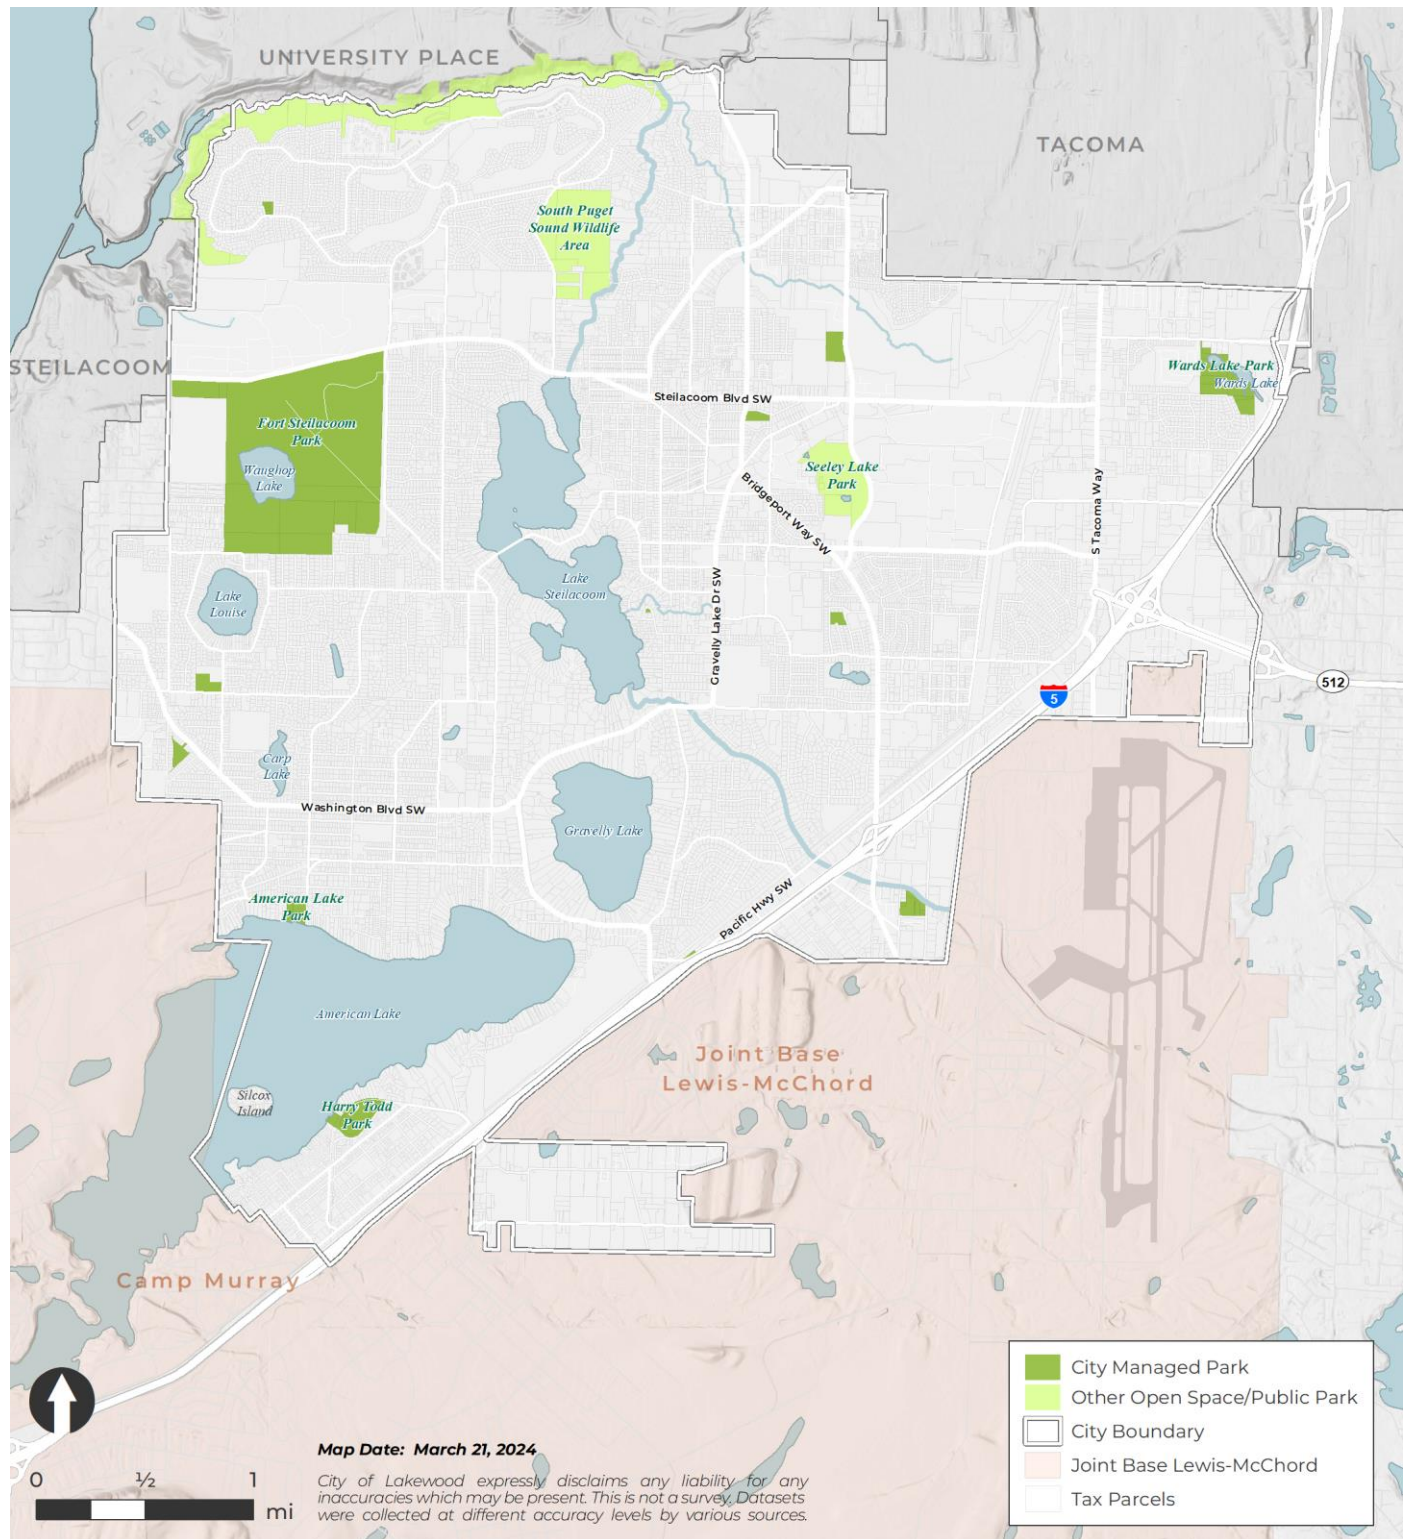 UNIVERSITY PLACE
TACOMA
South Puget
Sound Wildlife
Area
STEILACOOM
Wards Lake Park
Wards Lake
Steilacoom Blvd SW
Fort Steilacoom
Park
Waughop
Lake
Seeley Lake
Park
Bridgeport Way SW
S Tacoma Way
Lake
Steilacoom
Lake
Louise
Gravelly Lake Dr SW
512
5
Carp
Lake
Washington Blvd SW
Gravelly Lake
American Lake
Park
Pacific Hwy SW
American Lake
Joint Base
Lewis-McChord
Silcox
Island
Harry Todd
Park
Camp Murray
City Managed Park
Other Open Space/Public Park
City Boundary
Joint Base Lewis-McChord
Tax Parcels
Map Date: March 21, 2024
0 ½ 1
mi
City of Lakewood expressly disclaims any liability for any
inaccuracies which may be present. This is not a survey. Datasets
were collected at different accuracy levels by various sources.